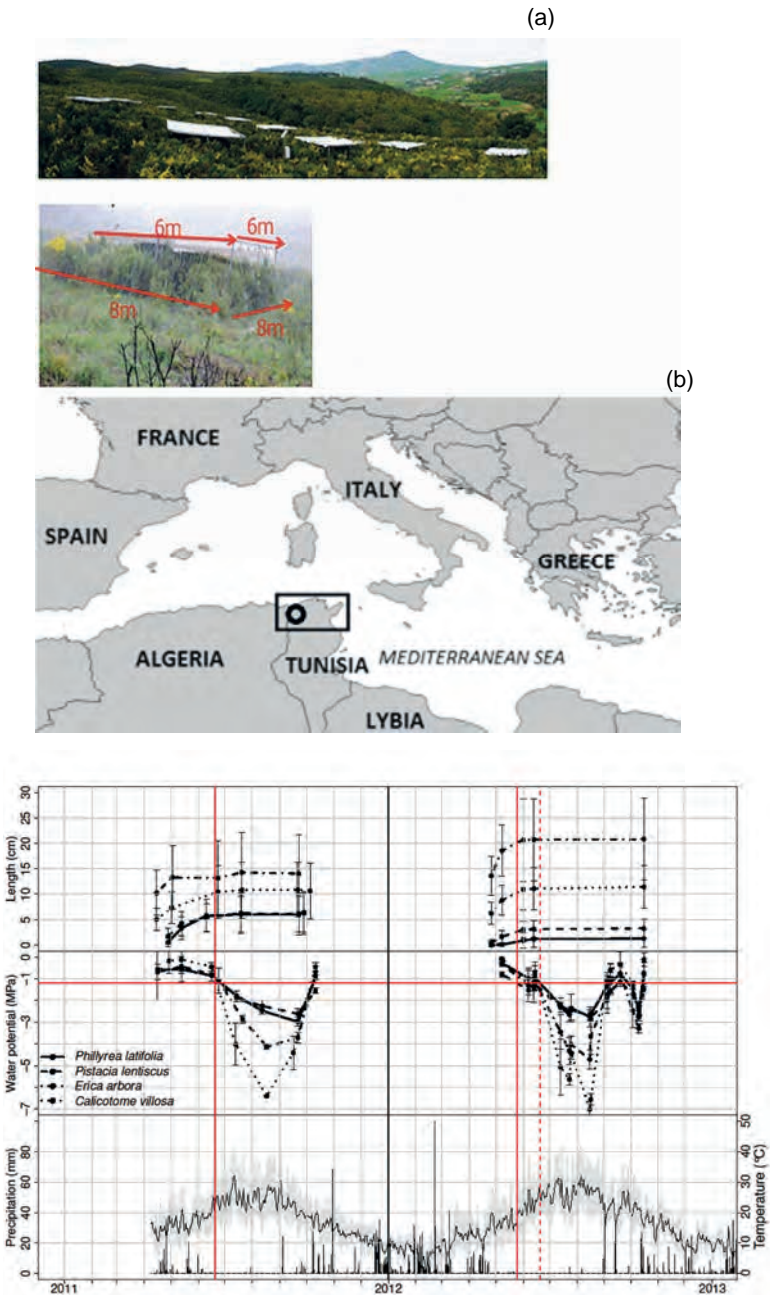 (a)
6m 6m
8m
8m
(b)
FRANCE
ITALY
SPAIN
GREECE
ALGERIA
TUNISIA MEDITERRANEAN SEA
LYBIA
Length (cm)
30
25
20
15
10
5
0
Water potential (MPa)
0
-1
-3
-5
-7
Phillyrea latifolia
Pistacia lentiscus
Erica arbora
Calicotome villosa
Precipitation (mm)
80
60
40
20
0
50
40
30
20
10
0
Temperature (°C)
2011 2012 2013